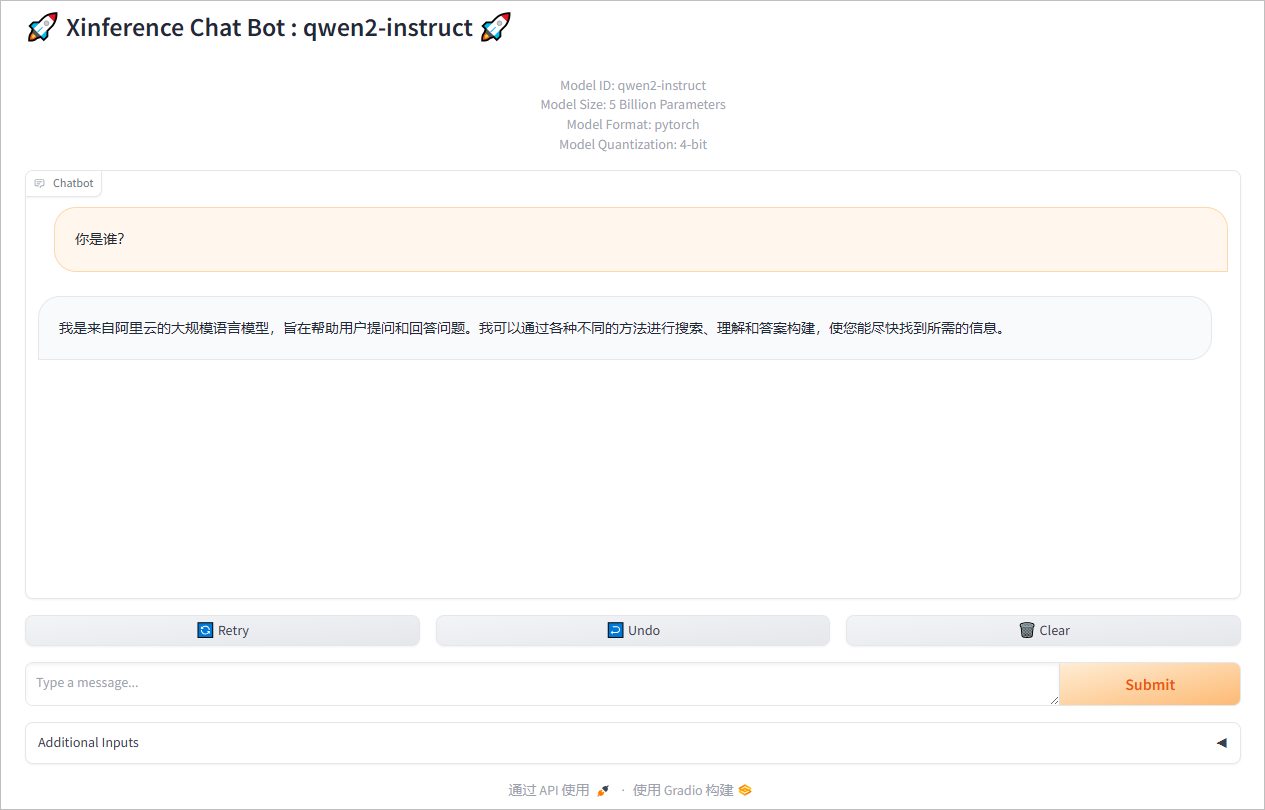 🚀 Xinference Chat Bot : qwen2-instruct 🚀
Model ID: qwen2-instruct
Model Size: 5 Billion Parameters
Model Format: pytorch
Model Quantization: 4-bit
Chatbot
你是谁?
我是来自阿里云的大规模语言模型，旨在帮助用户提问和回答问题。我可以通过各种不同的方法进行搜索、理解和答案构建，使您能尽快找到所需的信息。
Retry
Undo
Clear
Type a message...
Submit
Additional Inputs
通过 API 使用 · 使用 Gradio 构建